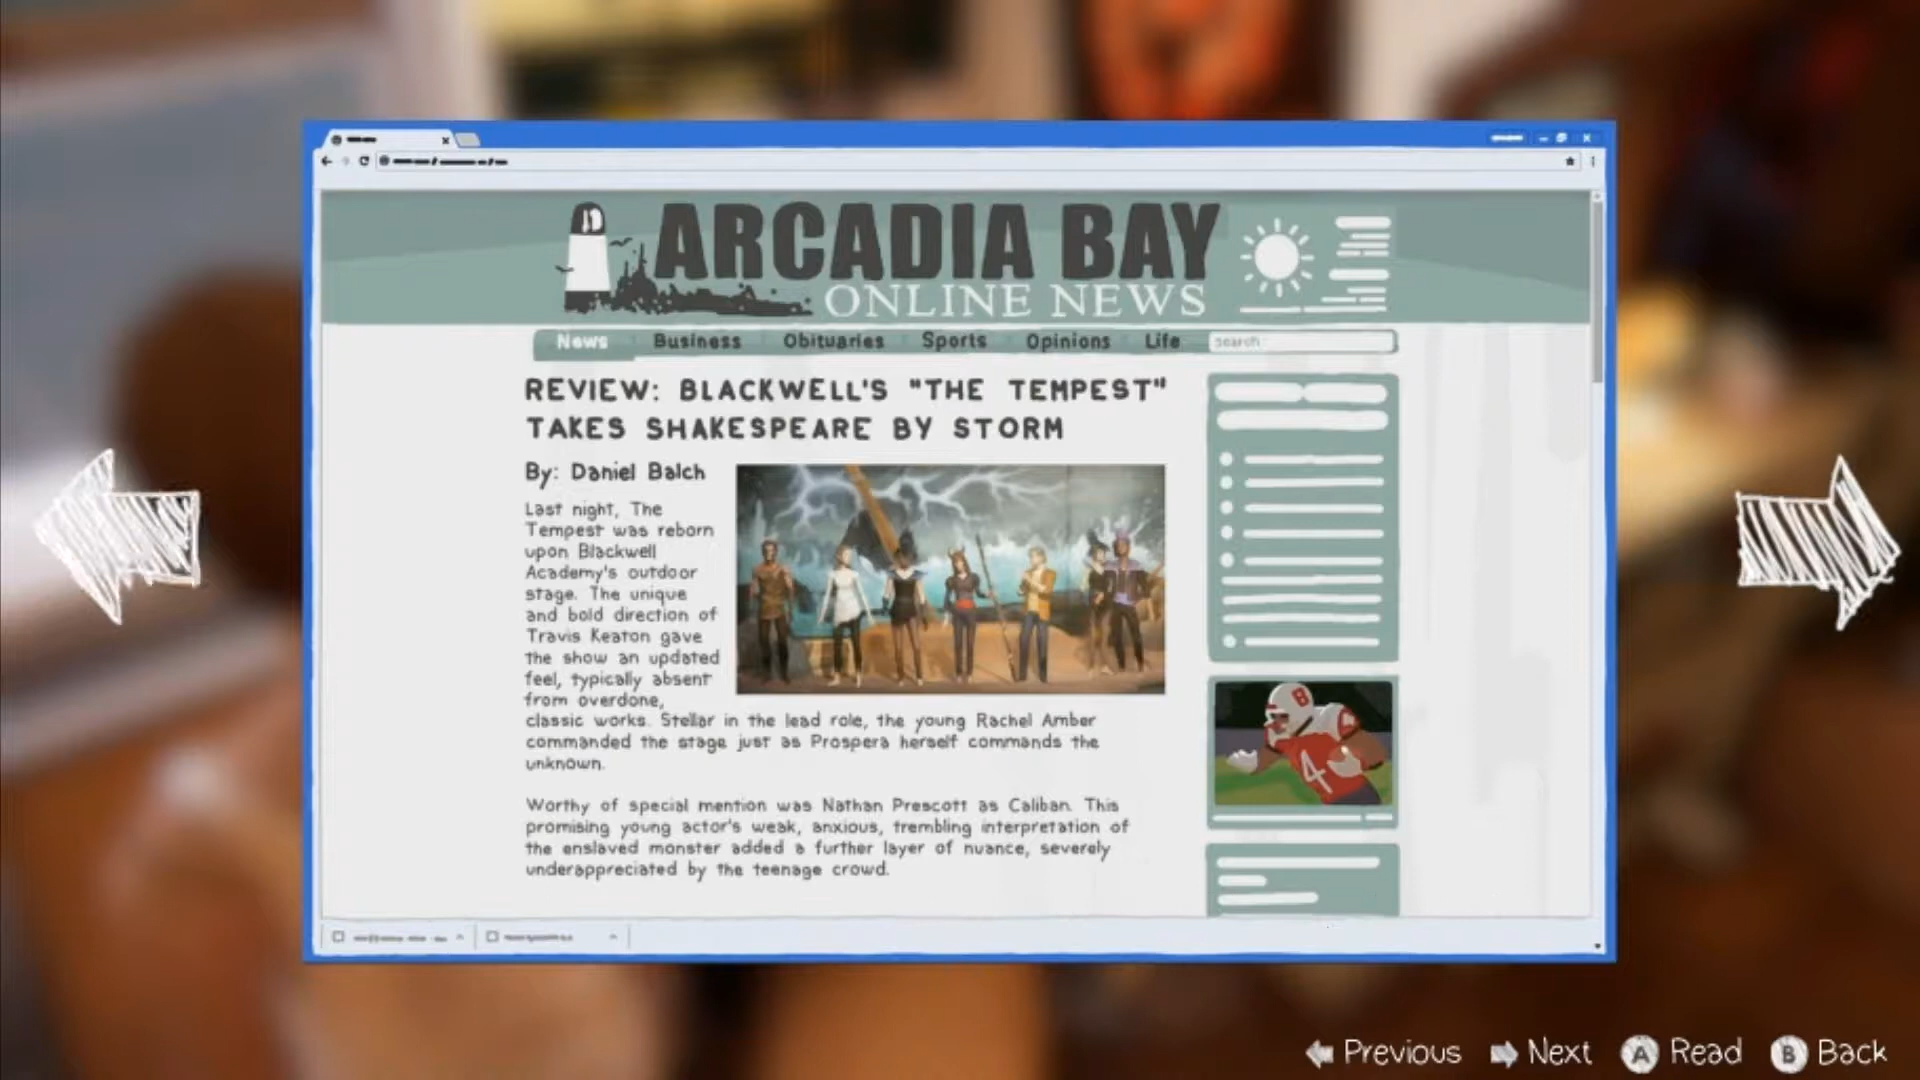 ARCADIA BAY
ONLINE NEWS
News Business Obituaries Sports Opinions Life search
REVIEW: BLACKWELL'S "THE TEMPEST"
TAKES SHAKESPEARE BY STORM
By: Daniel Balch
Last night, The
Tempest was reborn
upon Blackwell
Academy's outdoor
stage. The unique
and bold direction of
Travis Keaton gave
the show an updated
feel, typically absent
from overdone,
classic works. Stellar in the lead role, the young Rachel Amber
commanded the stage just as Prospera herself commands the
unknown.
Worthy of special mention was Nathan Prescott as Caliban. This
promising young actor's weak, anxious, trembling interpretation of
the enslaved monster added a further layer of nuance, severely
underappreciated by the teenage crowd.
B
4
Previous Next A Read B Back